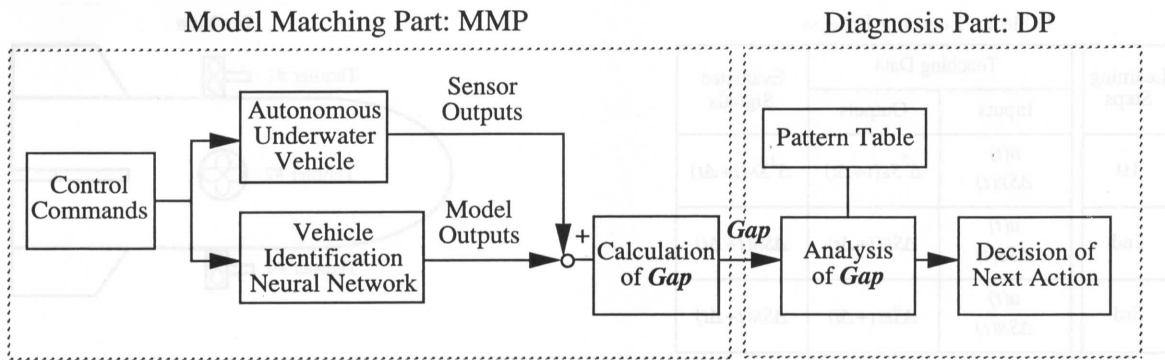 Model Matching Part: MMP
Diagnosis Part: DP
Control
Commands
Autonomous
Underwater
Vehicle
Sensor
Outputs
Vehicle
Identification
Neural Network
Model
Outputs
+
Calculation
of Gap
Gap
Pattern Table
Analysis
of Gap
Decision of
Next Action